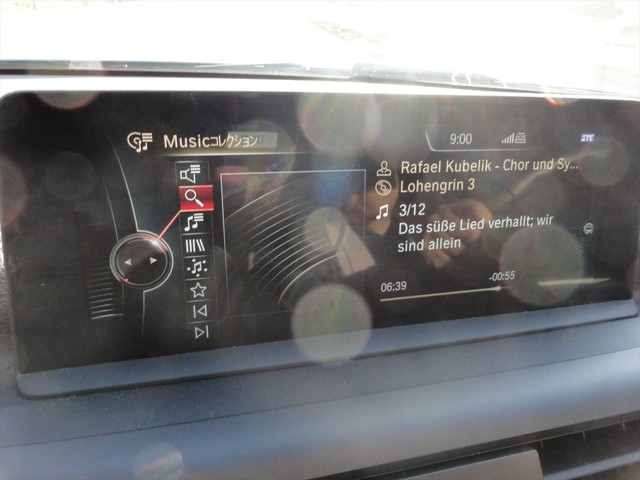 Musicコレクション
9:00
Rafael Kubelik - Chor und Sy...
Lohengrin 3
3/12
Das süße Lied verhallt; wir
sind allein
06:39
-00:55